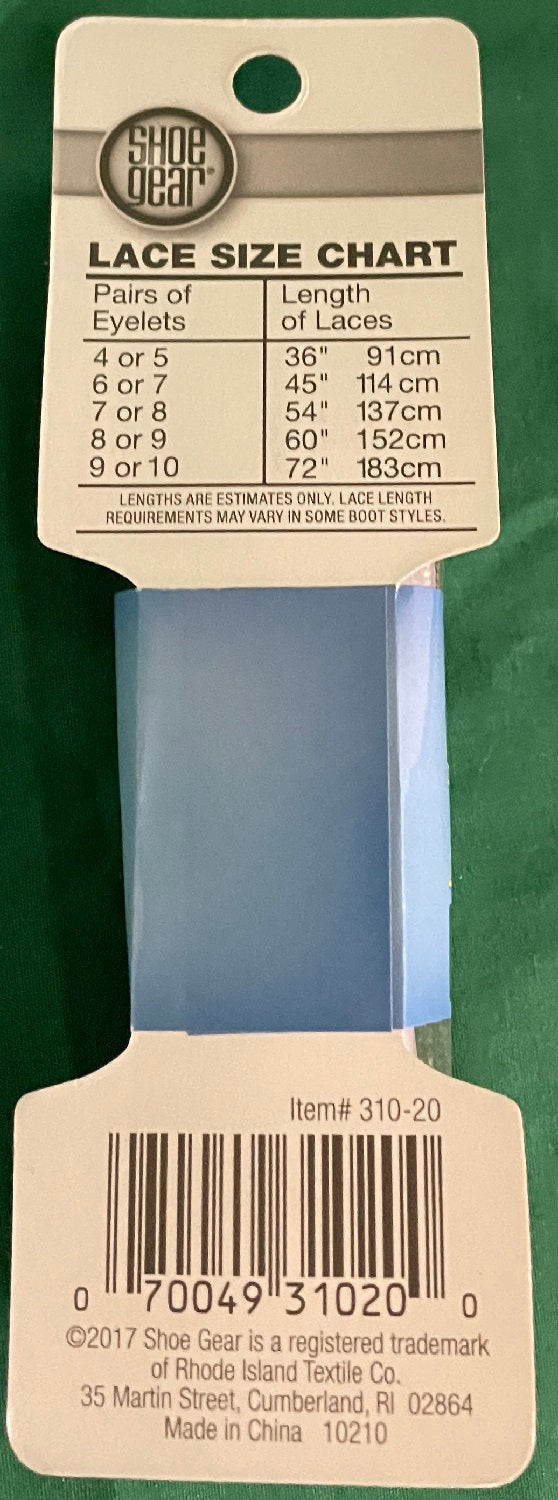 SHOE
gear®
LACE SIZE CHART
Pairs of Eyelets	Length of Laces
4 or 5	36"	91cm
6 or 7	45"	114 cm
7 or 8	54"	137cm
8 or 9	60"	152cm
9 or 10	72"	183cm
LENGTHS ARE ESTIMATES ONLY. LACE LENGTH
REQUIREMENTS MAY VARY IN SOME BOOT STYLES.
Item# 310-20
0 70049 31020 0
©2017 Shoe Gear is a registered trademark
of Rhode Island Textile Co.
35 Martin Street, Cumberland, RI 02864
Made in China 10210